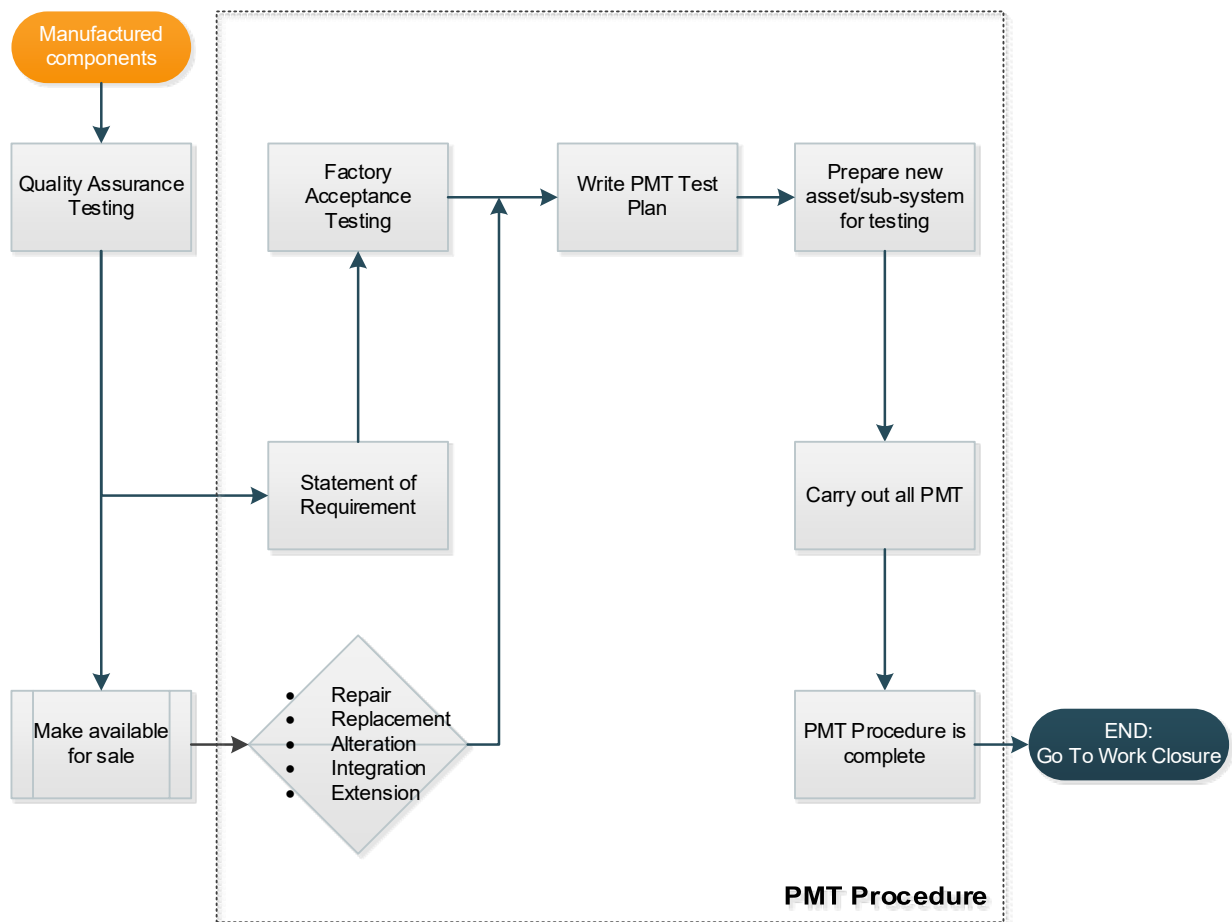 Manufactured
components
Quality Assurance
Testing
Factory
Acceptance
Testing
Write PMT Test
Plan
Prepare new
asset/sub-system
for testing
Statement of
Requirement
Carry out all PMT
Make available
for sale
• Repair
• Replacement
• Alteration
• Integration
• Extension
PMT Procedure is
complete
END:
Go To Work Closure
PMT Procedure